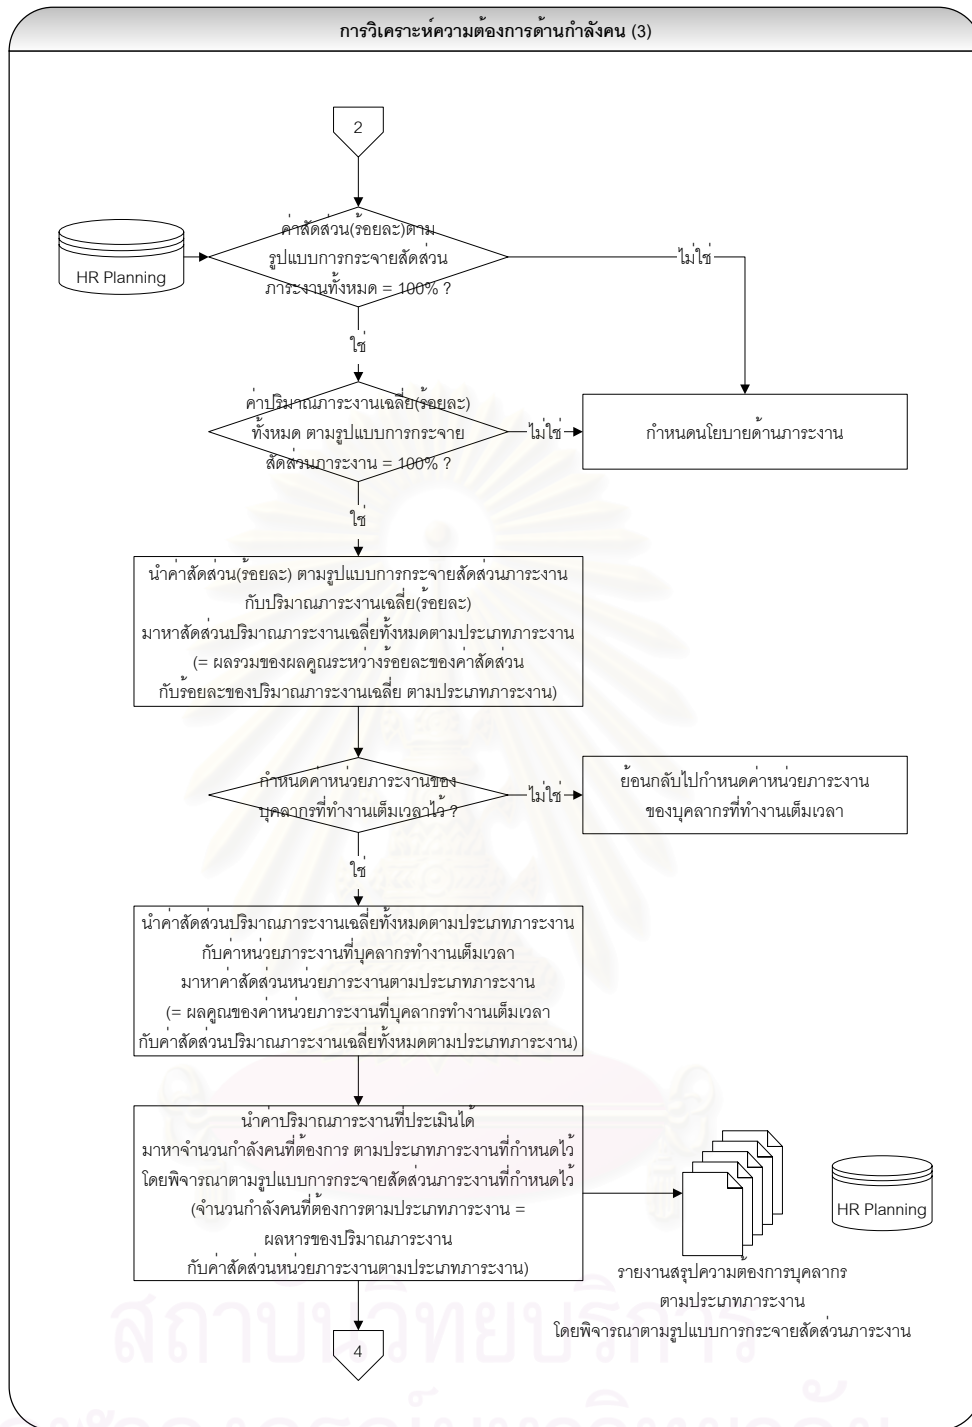 การวิเคราะห์ความต้องการด้านกำลังคน (3)
2
HR Planning
ค่าสัดส่วน(ร้อยละ)ตาม
รูปแบบการกระจายสัดส่วน
ภาระงานทั้งหมด = 100% ?
ไม่ใช่
ใช่
ค่าปริมาณภาระงานเฉลี่ย(ร้อยละ)
ทั้งหมด ตามรูปแบบการกระจาย
สัดส่วนภาระงาน = 100% ?
ไม่ใช่
กำหนดนโยบายด้านภาระงาน
ใช่
นำค่าสัดส่วน(ร้อยละ) ตามรูปแบบการกระจายสัดส่วนภาระงาน
กับปริมาณภาระงานเฉลี่ย(ร้อยละ)
มาหาสัดส่วนปริมาณภาระงานเฉลี่ยทั้งหมดตามประเภทภาระงาน
(= ผลรวมของผลคูณระหว่างร้อยละของค่าสัดส่วน
กับร้อยละของปริมาณภาระงานเฉลี่ย ตามประเภทภาระงาน)
กำหนดค่าหน่วยภาระงานของ
บุคลากรที่ทำงานเต็มเวลาไว้ ?
ไม่ใช่
ย้อนกลับไปกำหนดค่าหน่วยภาระงาน
ของบุคลากรที่ทำงานเต็มเวลา
ใช่
นำค่าสัดส่วนปริมาณภาระงานเฉลี่ยทั้งหมดตามประเภทภาระงาน
กับค่าหน่วยภาระงานที่บุคลากรทำงานเต็มเวลา
มาหาค่าสัดส่วนหน่วยภาระงานตามประเภทภาระงาน
(= ผลคูณของค่าหน่วยภาระงานที่บุคลากรทำงานเต็มเวลา
กับค่าสัดส่วนปริมาณภาระงานเฉลี่ยทั้งหมดตามประเภทภาระงาน)
นำค่าปริมาณภาระงานที่ประเมินได้
มาหาจำนวนกำลังคนที่ต้องการ ตามประเภทภาระงานที่กำหนดไว้
โดยพิจารณาตามรูปแบบการกระจายสัดส่วนภาระงานที่กำหนดไว้
(จำนวนกำลังคนที่ต้องการตามประเภทภาระงาน =
ผลหารของปริมาณภาระงาน
กับค่าสัดส่วนหน่วยภาระงานตามประเภทภาระงาน)
HR Planning
รายงานสรุปความต้องการบุคลากร
ตามประเภทภาระงาน
โดยพิจารณาตามรูปแบบการกระจายสัดส่วนภาระงาน
4
สถาบันวิทยบริการ